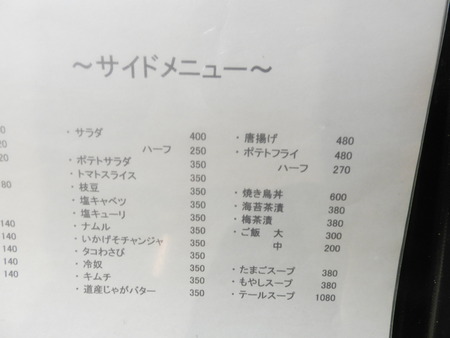 〜サイドメニュー〜
・サラダ 400
ハーフ 250
・ポテトサラダ 350
・トマトスライス 350
・枝豆 350
・塩キャベツ 350
・塩キューリ 350
・ナムル 350
・いかげそチャンジャ 350
・タコわさび 350
・冷奴 350
・キムチ 350
・道産じゃがバター 350
・唐揚げ 480
・ポテトフライ 480
ハーフ 270
・焼き鳥丼 600
・海苔茶漬 380
・梅茶漬 380
・ご飯 大 300
中 200
・たまごスープ 380
・もやしスープ 380
・テールスープ 1080
80
140
140
140
140